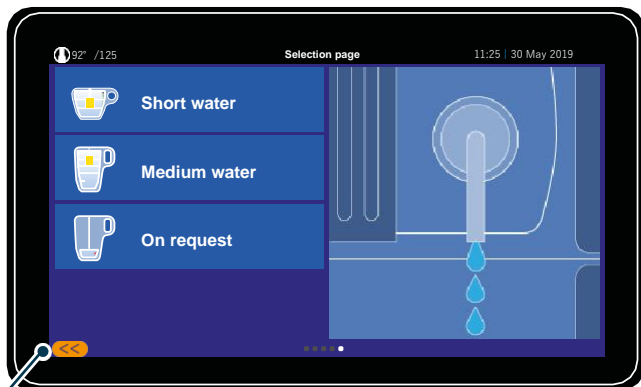 92° /125 Selection page 11:25 | 30 May 2019
Short water
Medium water
On request
<<